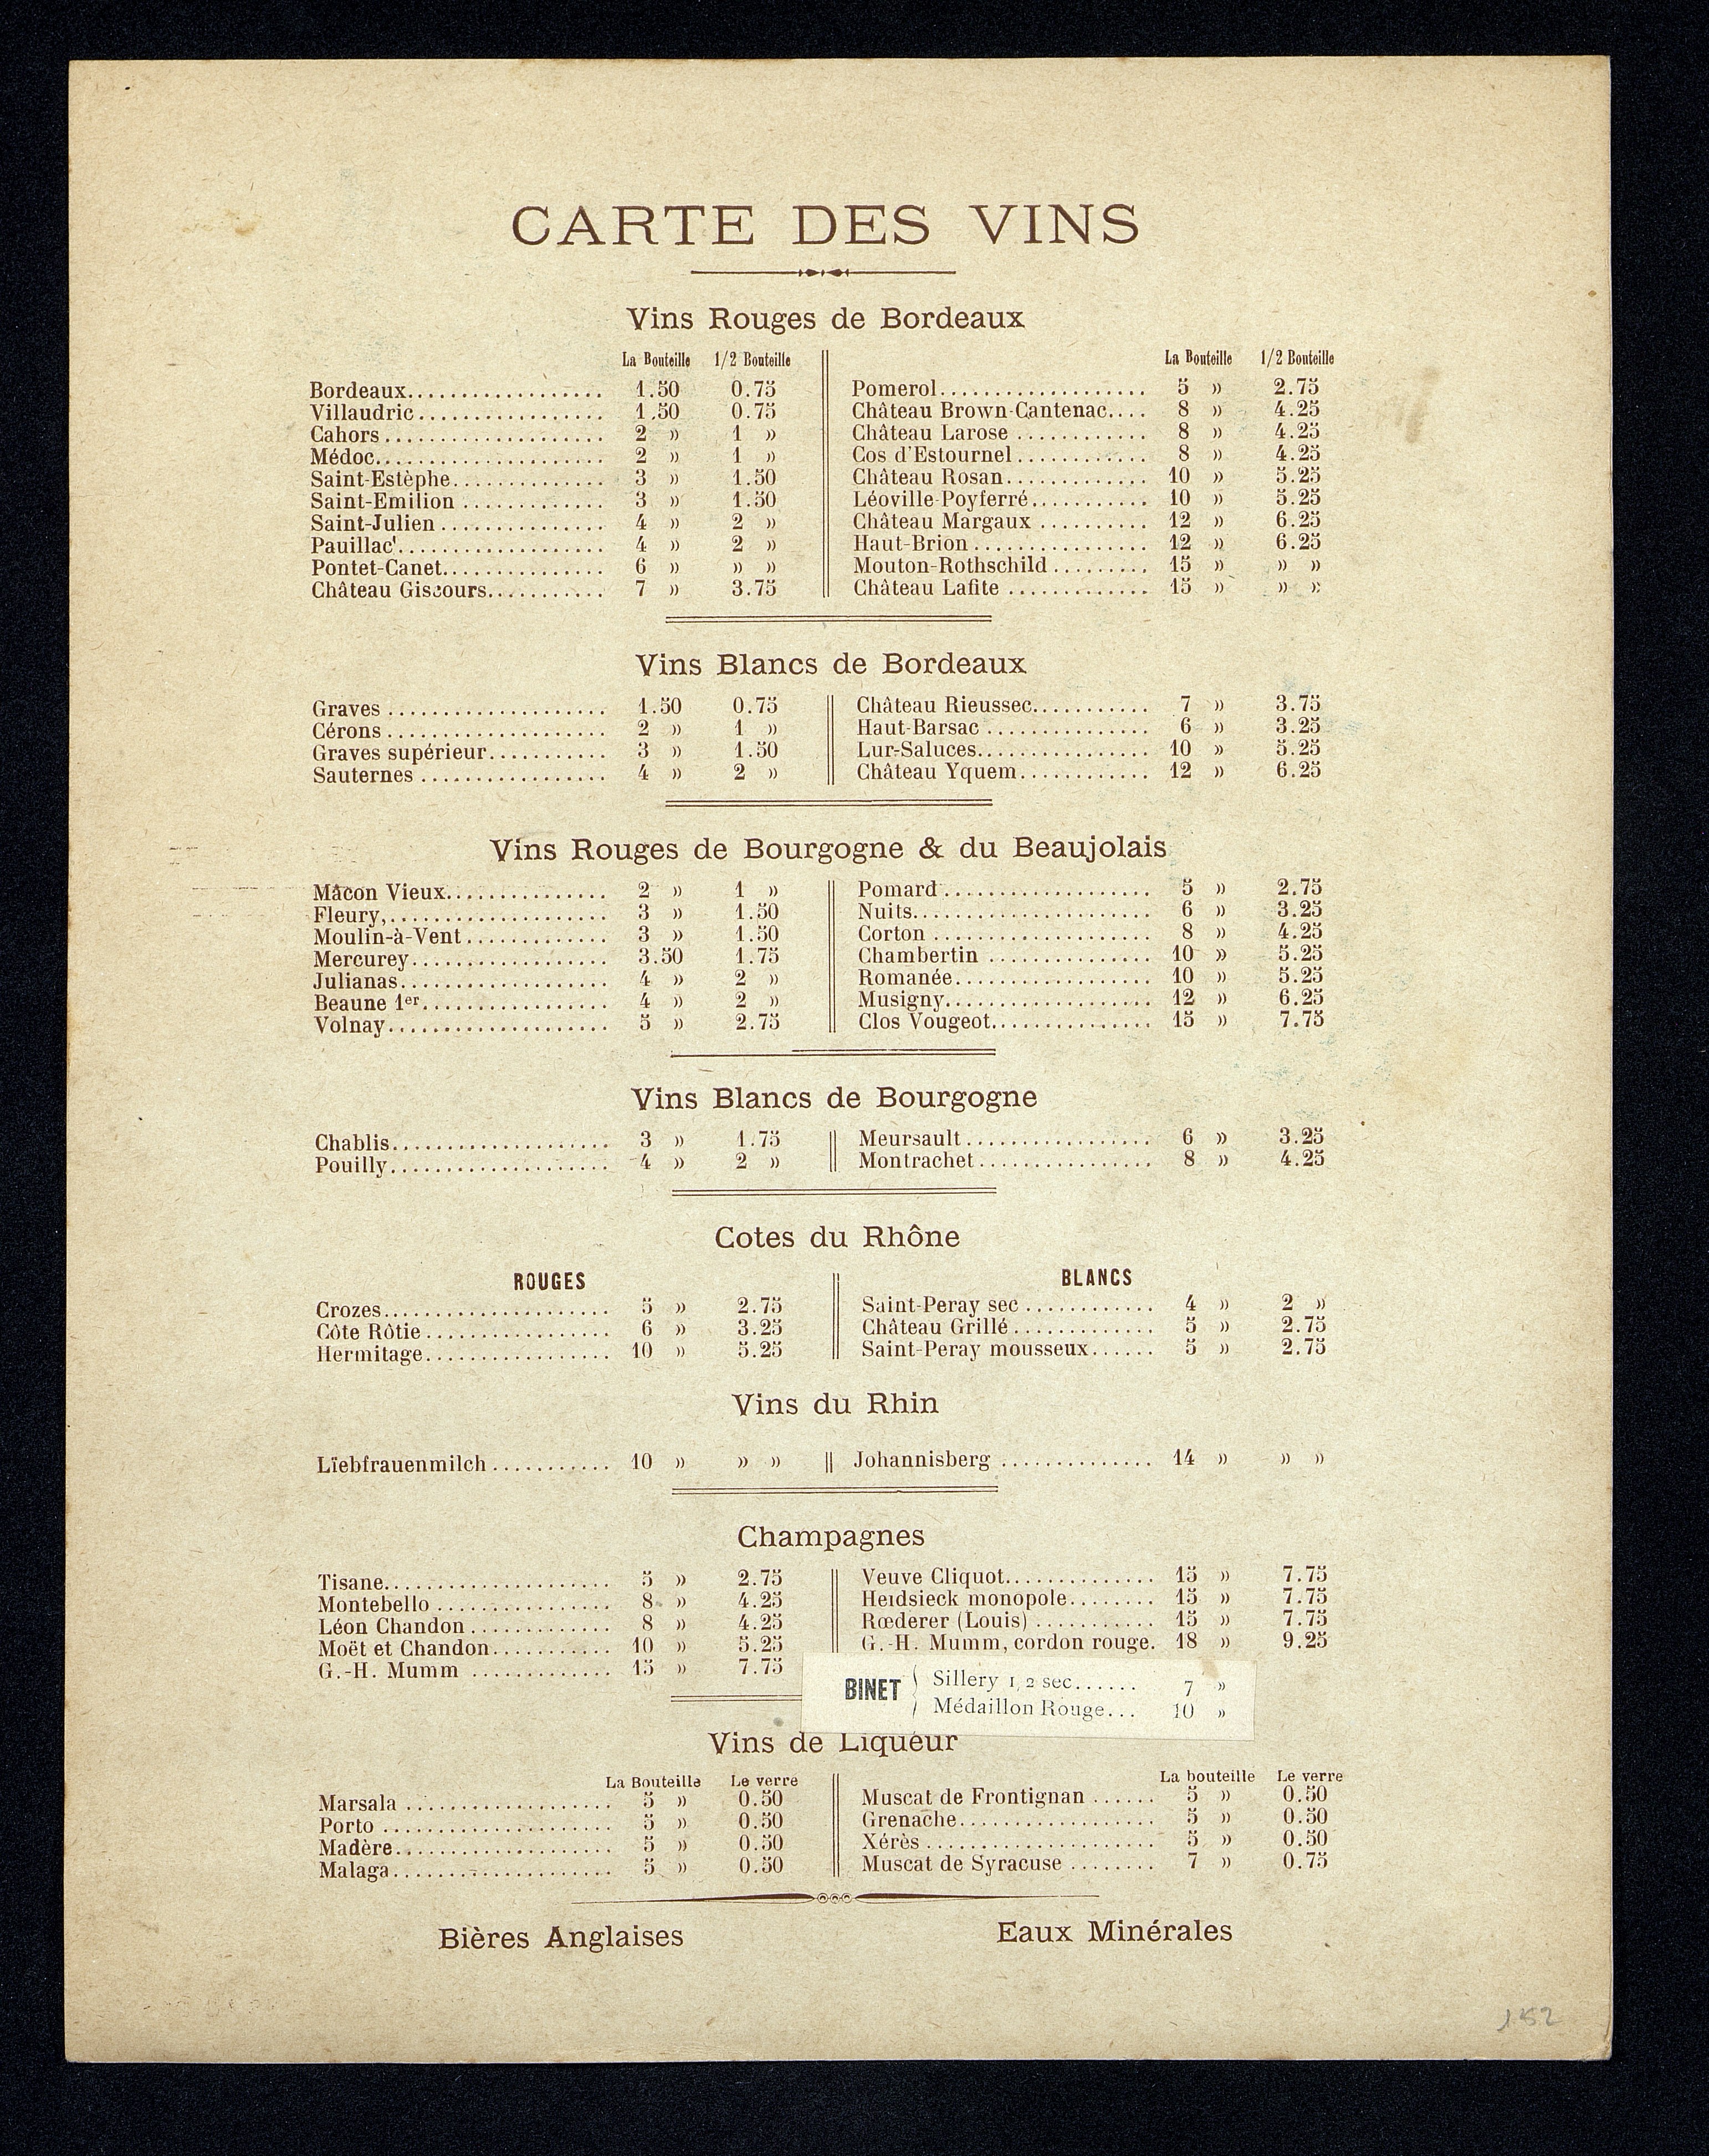 CARTE DES VINS
Vins Rouges de Bordeaux
La Bouteille 1/2 Bouteille
Bordeaux.................. 1.50 0.75
Villaudric................. 1.50 0.75
Cahors.................... 2 » 1 »
Médoc..................... 2 » 1 »
Saint-Estèphe.............. 3 » 1.50
Saint-Emilion ............. 3 » 1.50
Saint-Julien ............... 4 » 2 »
Pauillac'................... 4 » 2 »
Pontet-Canet............... 6 » » »
Château Giscours........... 7 » 3.75
La Bouteille 1/2 Bouteille
Pomerol................... 5 » 2.75
Château Brown-Cantenac.... 8 » 4.25
Château Larose ............ 8 » 4.25
Cos d'Estournel............ 8 » 4.25
Château Rosan............. 10 » 5.25
Léoville-Poyferré........... 10 » 5.25
Château Margaux .......... 12 » 6.25
Haut-Brion................ 12 » 6.25
Mouton-Rothschild......... 15 » » »
Château Lafite ............. 15 » » »
Vins Blancs de Bordeaux
Graves .................... 1.50 0.75
Cérons .................... 2 » 1 »
Graves supérieur........... 3 » 1.50
Sauternes ................. 4 » 2 »
Château Rieussec........... 7 » 3.75
Haut-Barsac ............... 6 » 3.25
Lur-Saluces................ 10 » 5.25
Château Yquem............ 12 » 6.25
Vins Rouges de Bourgogne & du Beaujolais
Mâcon Vieux............... 2 » 1 »
Fleury,.................... 3 » 1.50
Moulin-à-Vent............. 3 » 1.50
Mercurey.................. 3.50 1.75
Julianas................... 4 » 2 »
Beaune 1er................. 4 » 2 »
Volnay.................... 5 » 2.75
Pomard................... 5 » 2.75
Nuits...................... 6 » 3.25
Corton .................... 8 » 4.25
Chambertin ............... 10 » 5.25
Romanée.................. 10 » 5.25
Musigny................... 12 » 6.25
Clos Vougeot............... 15 » 7.75
Vins Blancs de Bourgogne
Chablis.................... 3 » 1.75
Pouilly.................... 4 » 2 »
Meursault................. 6 » 3.25
Montrachet................ 8 » 4.25
Cotes du Rhône
ROUGES
Crozes..................... 5 » 2.75
Côte Rôtie................. 6 » 3.25
Hermitage................. 10 » 5.25
BLANCS
Saint-Peray sec ............ 4 » 2 »
Château Grillé............. 5 » 2.75
Saint-Peray mousseux...... 5 » 2.75
Vins du Rhin
Lïebfrauenmilch........... 10 » » »
Johannisberg .............. 14 » » »
Champagnes
Tisane..................... 5 » 2.75
Montebello ................ 8 » 4.25
Léon Chandon ............. 8 » 4.25
Moët et Chandon........... 10 » 5.25
G.-H. Mumm ............. 15 » 7.75
Veuve Cliquot.............. 15 » 7.75
Heidsieck monopole........ 15 » 7.75
Rœderer (Louis) ........... 15 » 7.75
G.-H. Mumm, cordon rouge. 18 » 9.25
BINET { Sillery 1/2 sec...... 7 »
Médaillon Rouge... 10 »
Vins de Liqueur
La Bouteille Le verre
Marsala ................... 5 » 0.50
Porto ..................... 5 » 0.50
Madère.................... 5 » 0.50
Malaga.................... 5 » 0.50
La bouteille Le verre
Muscat de Frontignan ...... 5 » 0.50
Grenache.................. 5 » 0.50
Xérès ..................... 5 » 0.50
Muscat de Syracuse ........ 7 » 0.75
Bières Anglaises
Eaux Minérales
152